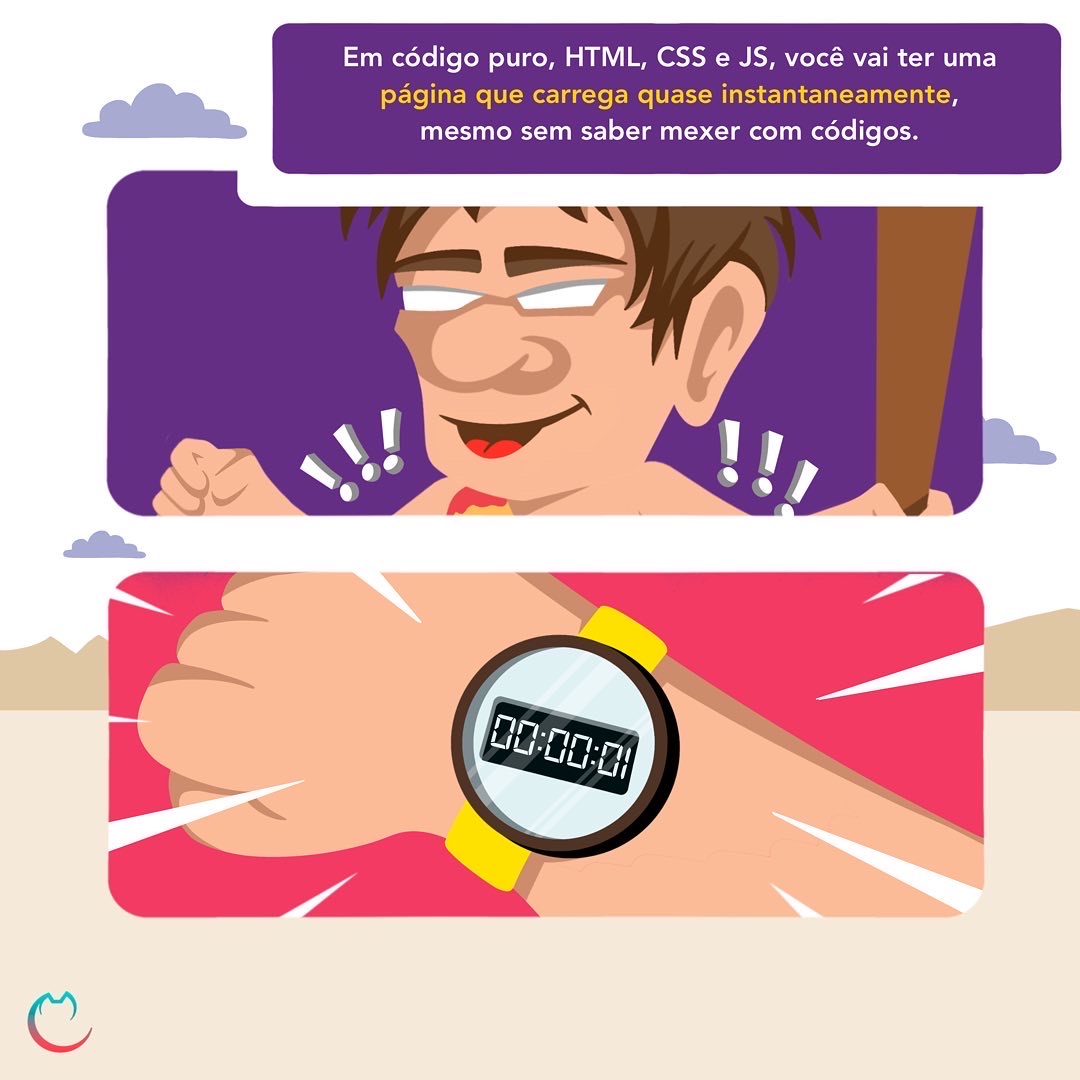 Em código puro, HTML, CSS e JS, você vai ter uma
página que carrega quase instantaneamente,
mesmo sem saber mexer com códigos.
!!!
!!!
00:00:01